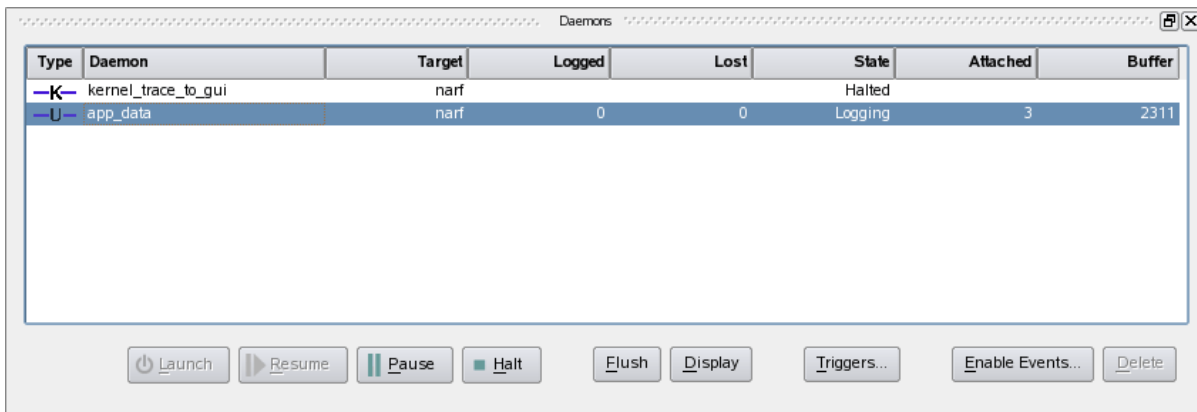 Daemons
Type Daemon Target Logged Lost State Attached Buffer
K kernel_trace_to_gui narf Halted
U app_data narf 0 0 Logging 3 2311
Launch Resume Pause Halt Flush Display Triggers... Enable Events... Delete